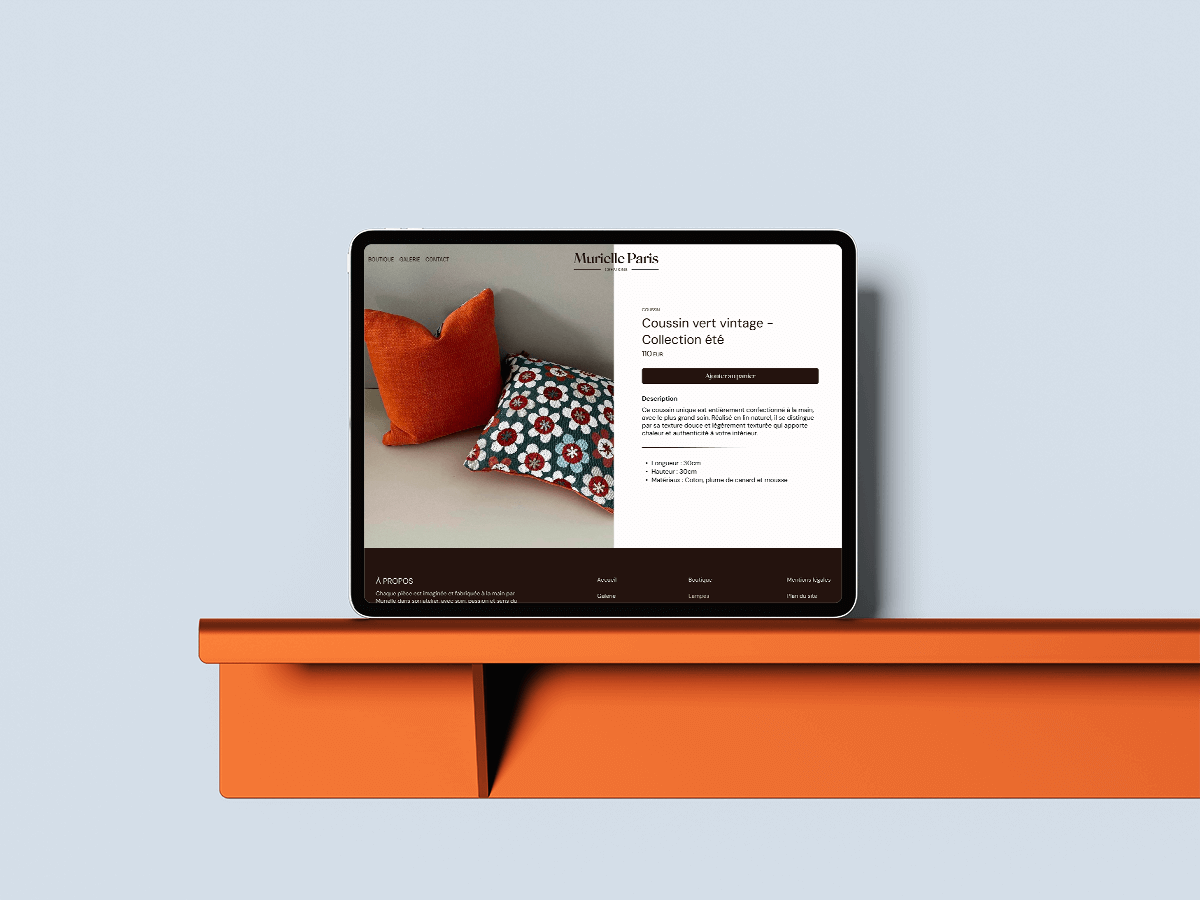 BOUTIQUE GALERIE CONTACT
Murielle Paris
CRÉATIONS
COUSSIN
Coussin vert vintage -
Collection été
110 EUR
Ajouter au panier
Description
Ce coussin unique est entièrement confectionné à la main,
avec le plus grand soin. Réalisé en lin naturel, il se distingue
par sa texture douce et légèrement texturée qui apporte
chaleur et authenticité à votre intérieur.
• Longueur : 30cm
• Hauteur : 30cm
• Matériaux : Coton, plume de canard et mousse
À PROPOS
Chaque pièce est imaginée et fabriquée à la main par
Murielle dans son atelier, avec soin, passion et sens du
Accueil
Galerie
Boutique
Lampes
Mentions légales
Plan du site